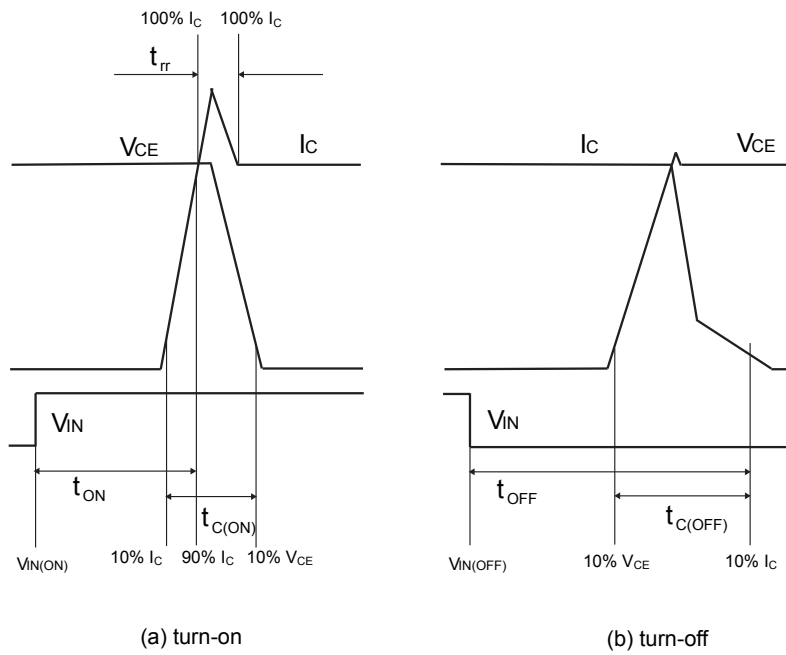 100% IC 100% IC
trr
VCE IC IC VCE
VIN VIN
tON tOFF
tC(ON) tC(OFF)
VIN(ON) 10% IC 90% IC 10% VCE VIN(OFF) 10% VCE 10% IC
(a) turn-on (b) turn-off